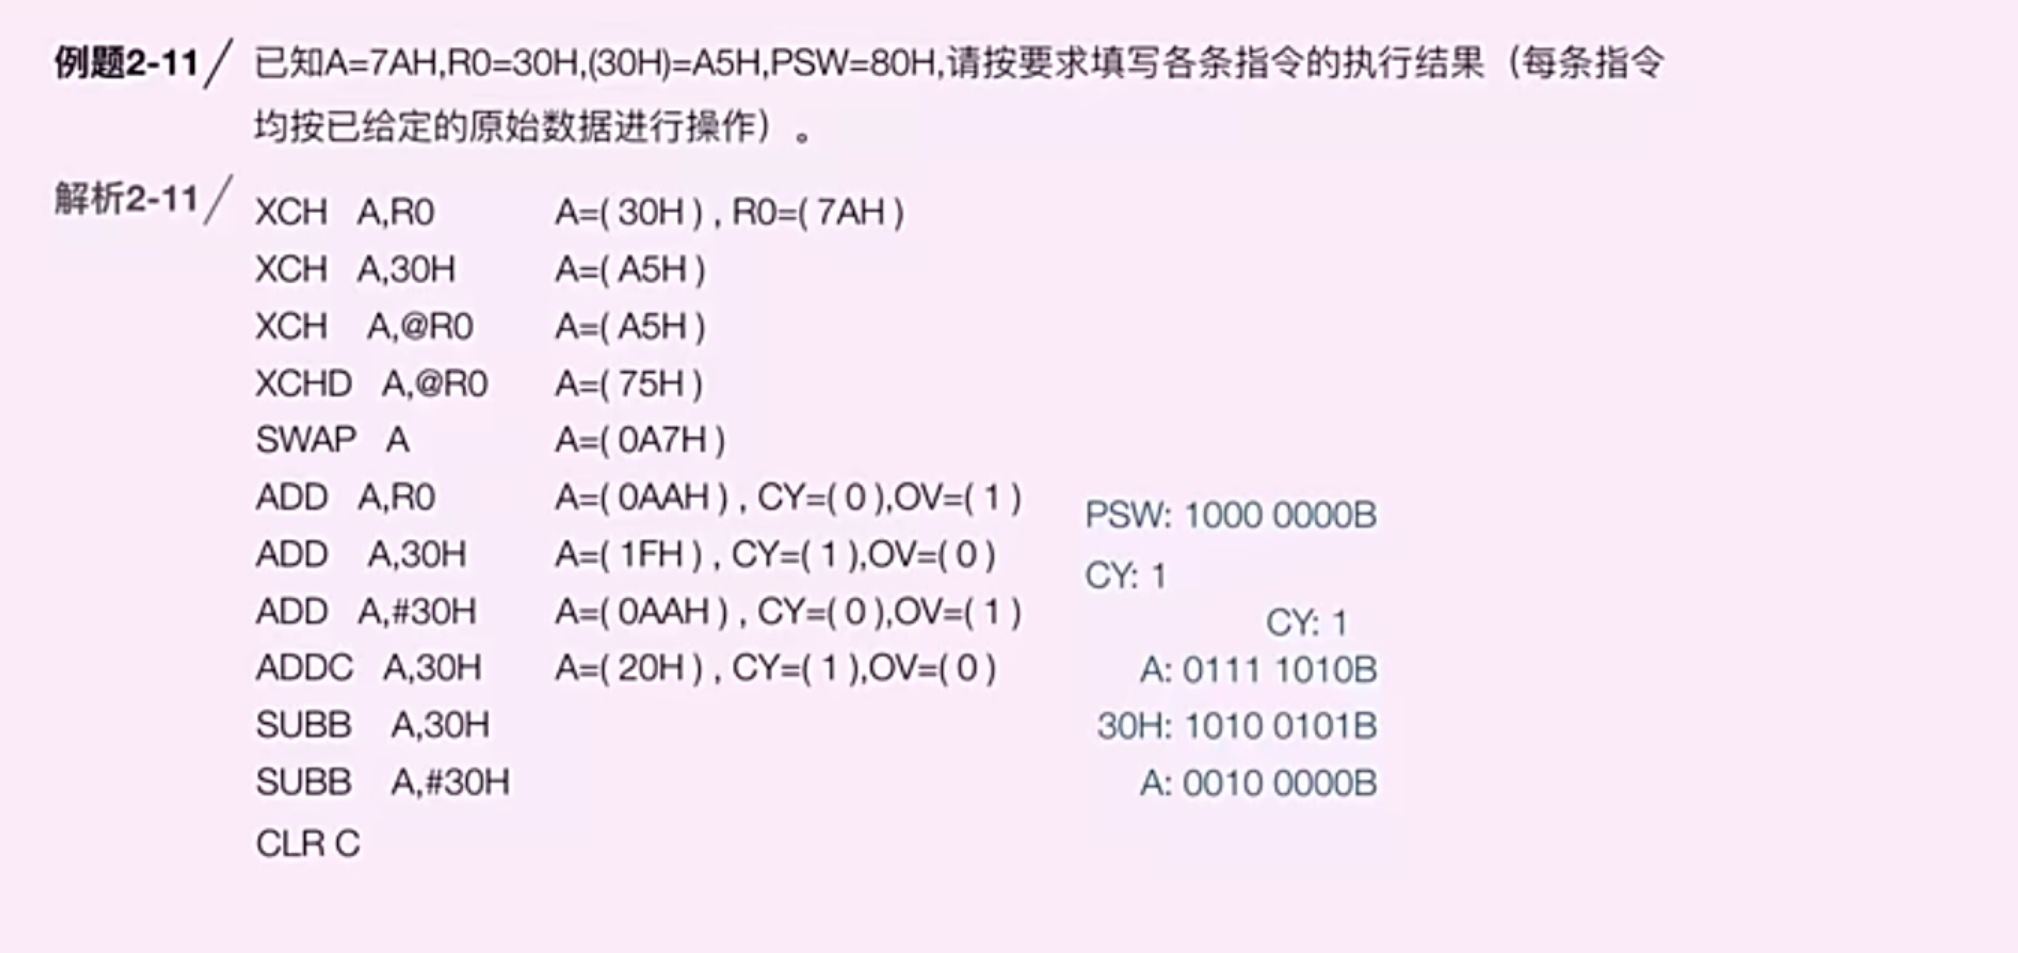 例题2-11/ 已知A=7AH,R0=30H,(30H)=A5H,PSW=80H,请按要求填写各条指令的执行结果（每条指令
均按已给定的原始数据进行操作）。
解析2-11/ XCH A,R0 A=( 30H ) , R0=( 7AH )
XCH A,30H A=( A5H )
XCH A,@R0 A=( A5H )
XCHD A,@R0 A=( 75H )
SWAP A A=( 0A7H )
ADD A,R0 A=( 0AAH ) , CY=( 0 ),OV=( 1 )
PSW: 1000 0000B
ADD A,30H A=( 1FH ) , CY=( 1 ),OV=( 0 )
CY: 1
ADD A,#30H A=( 0AAH ) , CY=( 0 ),OV=( 1 )
CY: 1
ADDC A,30H A=( 20H ) , CY=( 1 ),OV=( 0 ) A: 0111 1010B
SUBB A,30H 30H: 1010 0101B
SUBB A,#30H A: 0010 0000B
CLR C